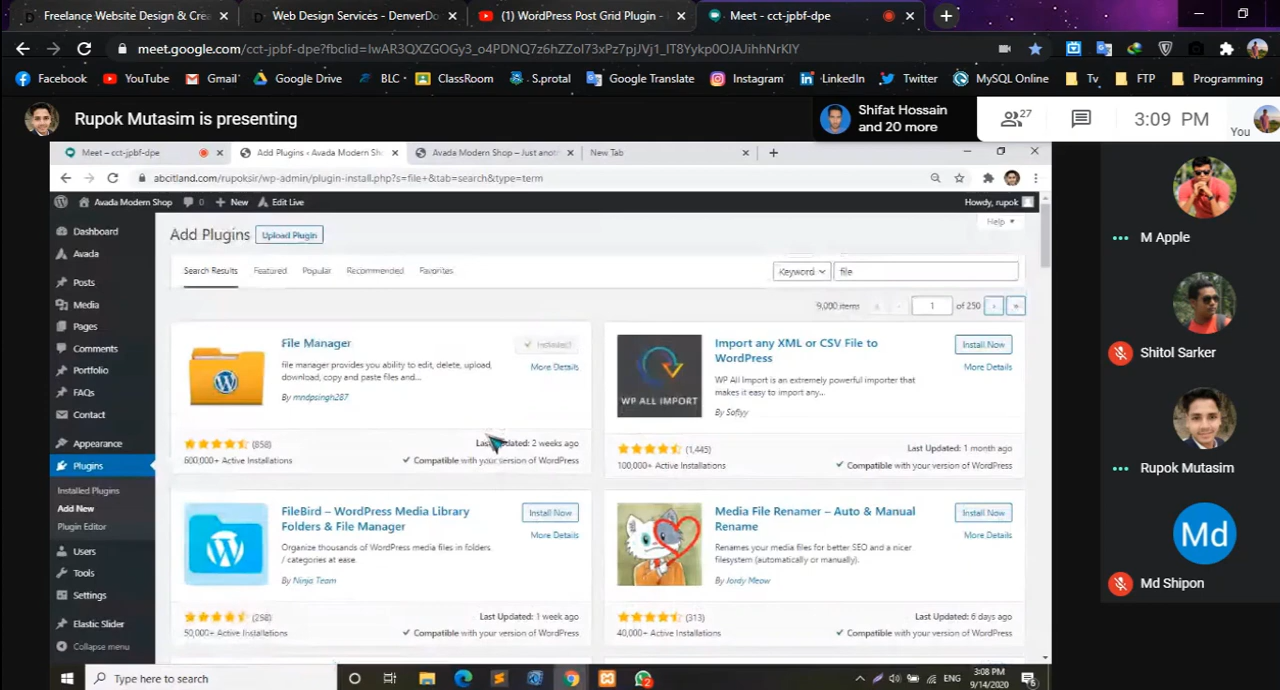 Freelance Website Design & Crea
Web Design Services - DenverDo
(1) WordPress Post Grid Plugin -
Meet - cct-jpbf-dpe
meet.google.com/cct-jpbf-dpe?fbclid=
Facebook
YouTube
Gmail
Google Drive
BLC
ClassRoom
S.protal
Google Translate
Instagram
LinkedIn
Twitter
MySQL Online
Tv
FTP
Programming
Rupok Mutasim is presenting
Shifat Hossain
and 20 more
27
3:09 PM
You
Meet – cct-jpbf-dpe
Add Plugins ‹ Avada Modern Sh
Avada Modern Shop – Just anot
New Tab
abcitland.com/rupoksir/wp-admin/plugin-install.php?s=file+&tab=search&type=term
Avada Modern Shop
0
New
Edit Live
Howdy, rupok
Dashboard
Avada
Posts
Media
Pages
Comments
Portfolio
FAQs
Contact
Appearance
Plugins
Installed Plugins
Add New
Plugin Editor
Users
Tools
Settings
Elastic Slider
Collapse menu
Add Plugins
Upload Plugin
Help
Search Results
Featured
Popular
Recommended
Favorites
Keyword
file
9,000 items
1
of 250
File Manager
Installed
More Details
file manager provides you ability to edit, delete, upload,
download, copy and paste files and...
By mndpsingh287
(858)
Last Updated: 2 weeks ago
600,000+ Active Installations
Compatible with your version of WordPress
Import any XML or CSV File to
WordPress
Install Now
More Details
WP All Import is an extremely powerful importer that
makes it easy to import any...
WP ALL IMPORT
By Soflyy
(1,445)
Last Updated: 1 month ago
100,000+ Active Installations
Compatible with your version of WordPress
FileBird – WordPress Media Library
Folders & File Manager
Install Now
More Details
Organize thousands of WordPress media files in folders
/ categories at ease.
By Ninja Team
(258)
Last Updated: 1 week ago
50,000+ Active Installations
Compatible with your version of WordPress
Media File Renamer – Auto & Manual
Rename
Install Now
More Details
Renames your media files for better SEO and a nicer
filesystem (automatically or manually).
By Jordy Meow
(313)
Last Updated: 6 days ago
40,000+ Active Installations
Compatible with your version of WordPress
M Apple
Shitol Sarker
Rupok Mutasim
Md
Md Shipon
Type here to search
2
ENG
3:08 PM
9/14/2020